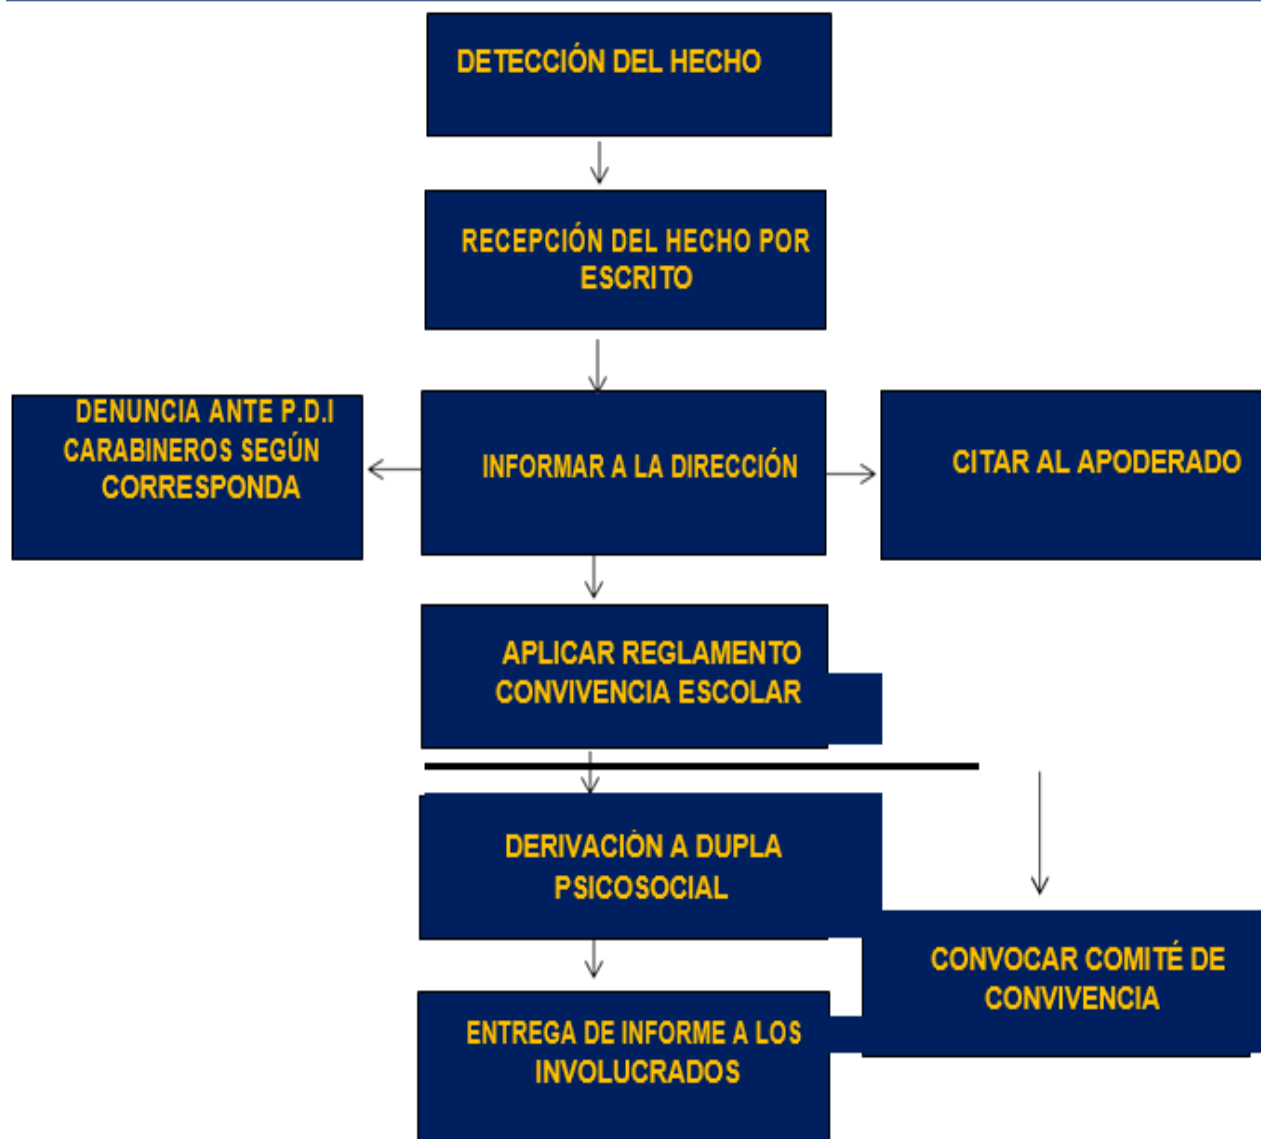 DETECCIÓN DEL HECHO
RECEPCIÓN DEL HECHO POR
ESCRITO
DENUNCIA ANTE P.D.I
CARABINEROS SEGÚN
CORRESPONDA
INFORMAR A LA DIRECCIÓN
CITAR AL APODERADO
APLICAR REGLAMENTO
CONVIVENCIA ESCOLAR
DERIVACIÓN A DUPLA
PSICOSOCIAL
CONVOCAR COMITÉ DE
CONVIVENCIA
ENTREGA DE INFORME A LOS
INVOLUCRADOS